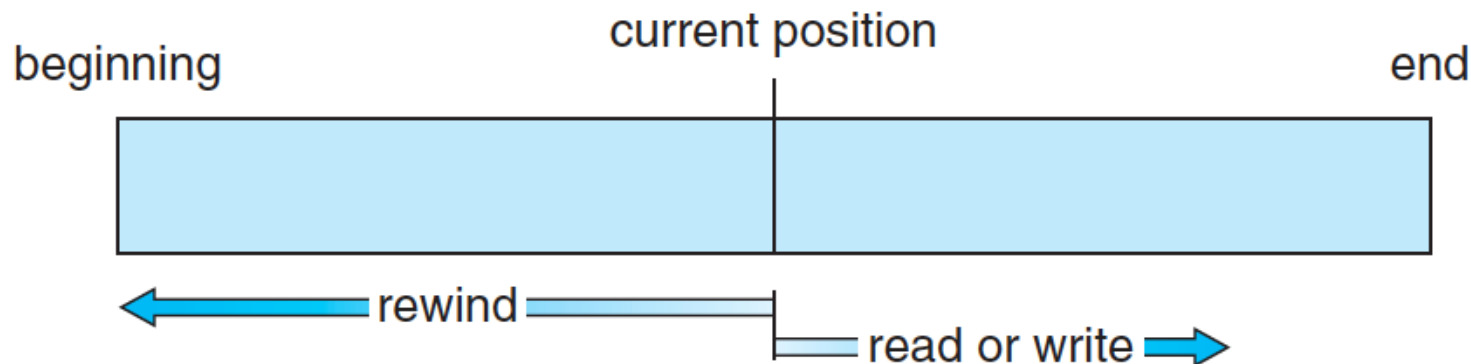 current position
beginning
end
rewind
read or write